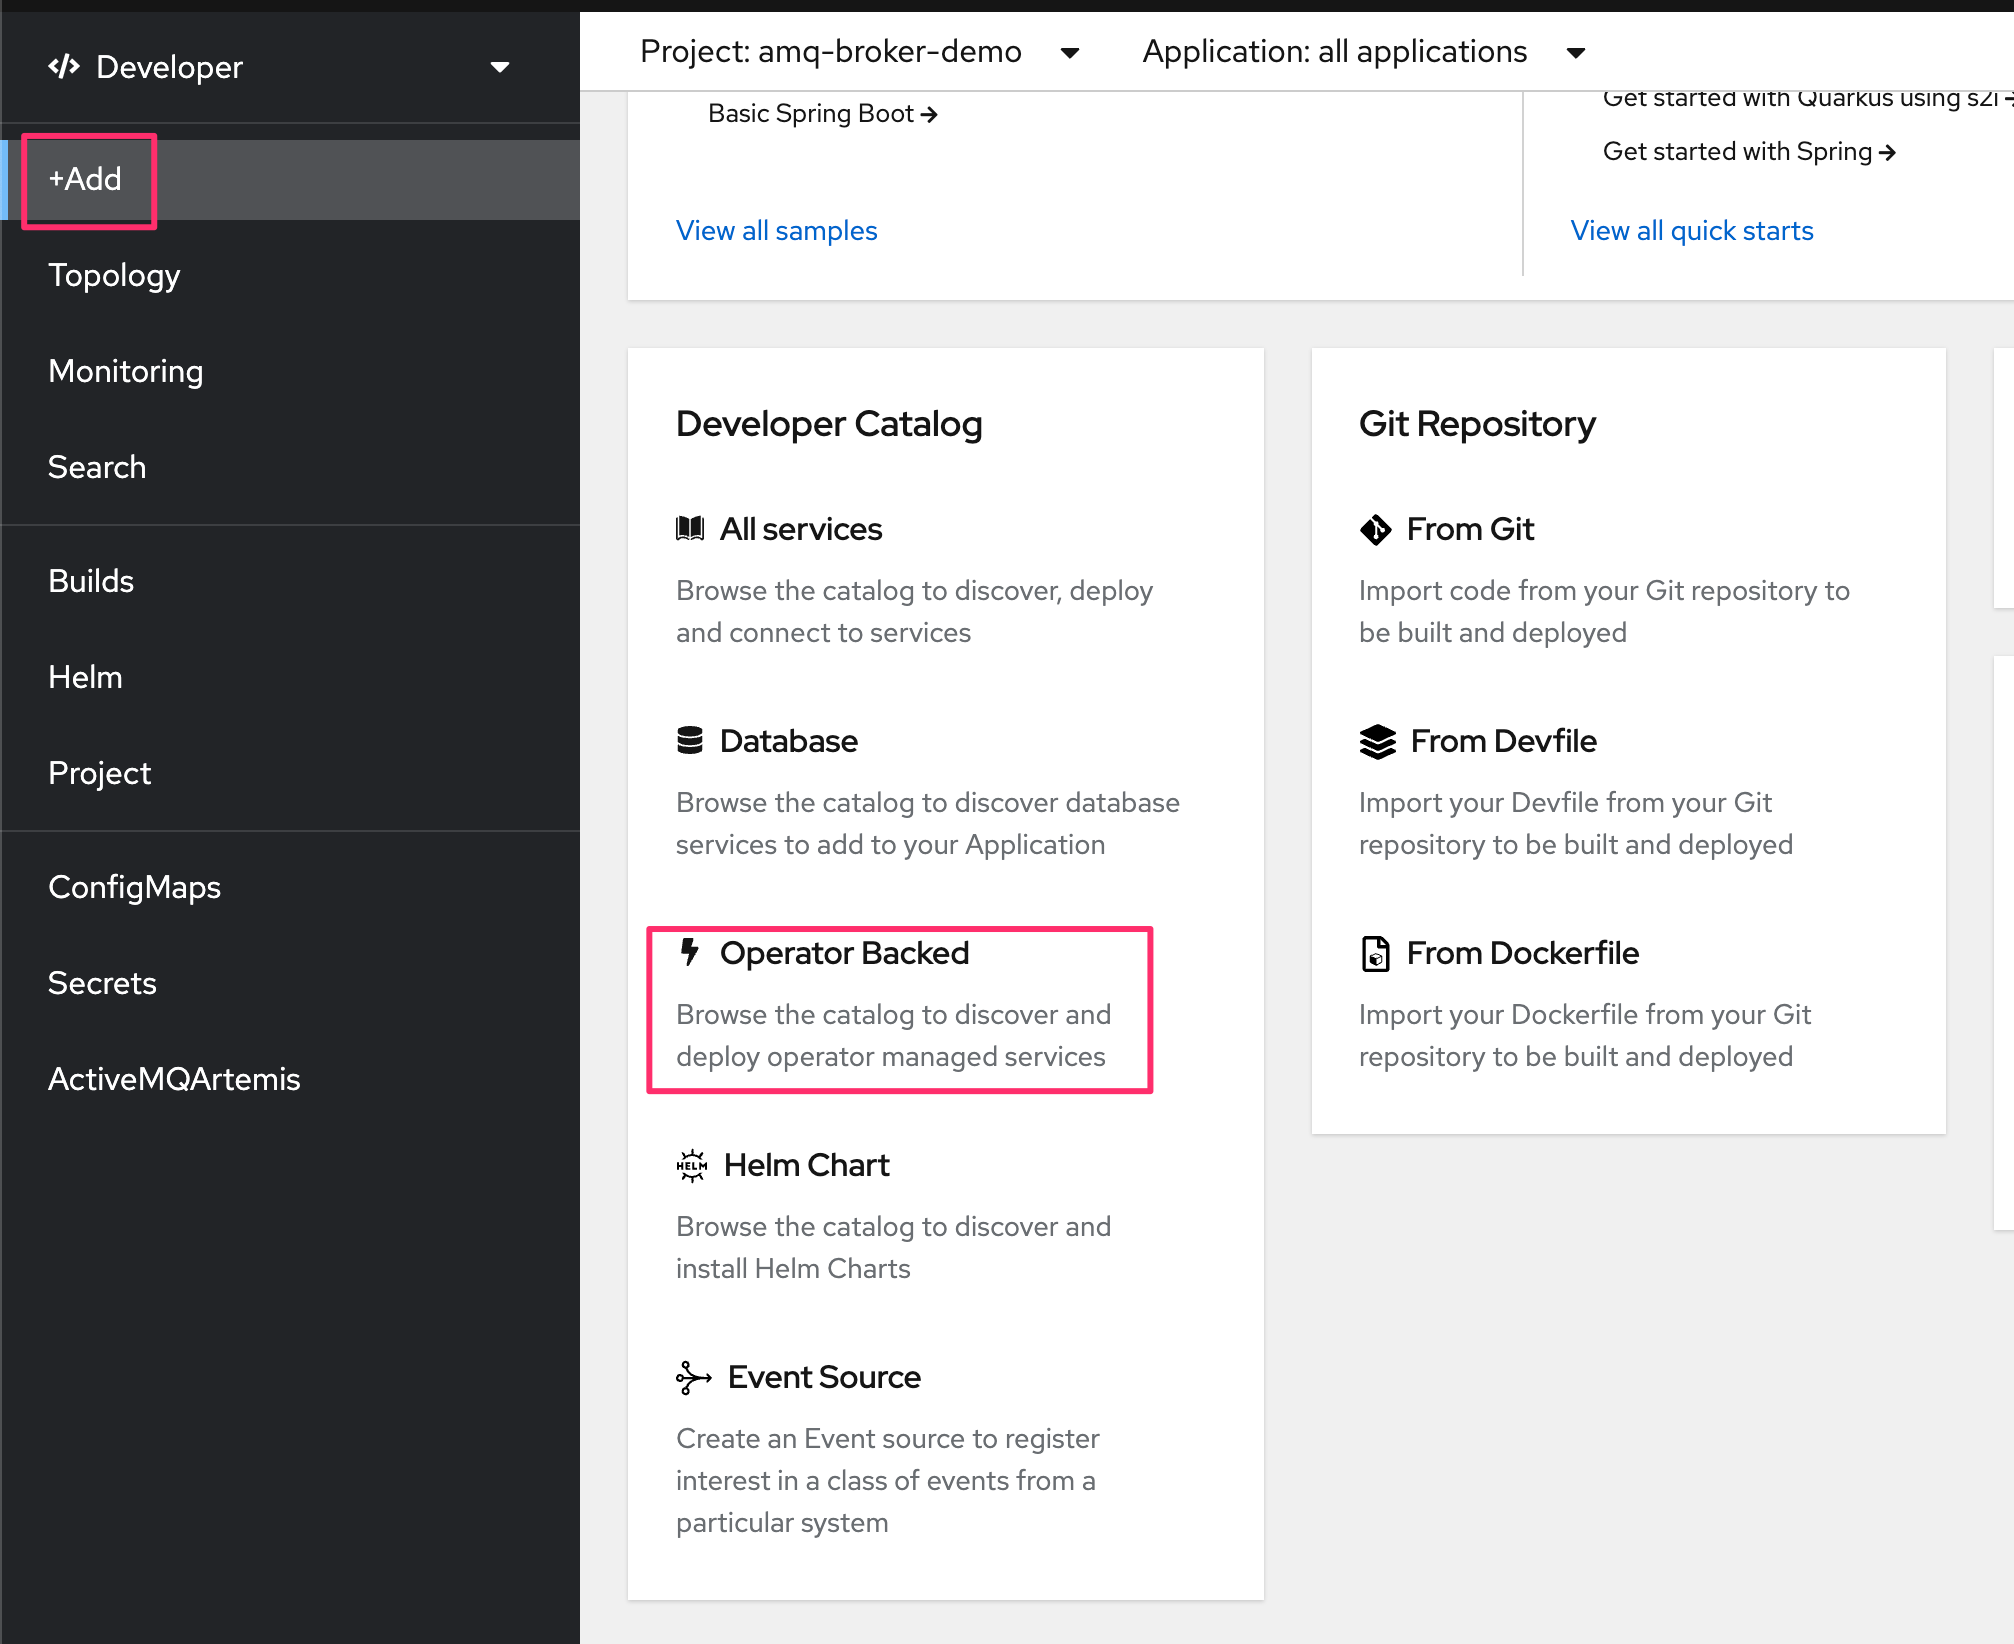 Developer
+Add
Topology
Monitoring
Search
Builds
Helm
Project
ConfigMaps
Secrets
ActiveMQArtemis
Project: amq-broker-demo
Application: all applications
Basic Spring Boot
View all samples
Get started with Quarkus using s2i
Get started with Spring
View all quick starts
Developer Catalog
All services
Browse the catalog to discover, deploy
and connect to services
Database
Browse the catalog to discover database
services to add to your Application
Operator Backed
Browse the catalog to discover and
deploy operator managed services
HELM
Helm Chart
Browse the catalog to discover and
install Helm Charts
Event Source
Create an Event source to register
interest in a class of events from a
particular system
Git Repository
From Git
Import code from your Git repository to
be built and deployed
From Devfile
Import your Devfile from your Git
repository to be built and deployed
From Dockerfile
Import your Dockerfile from your Git
repository to be built and deployed